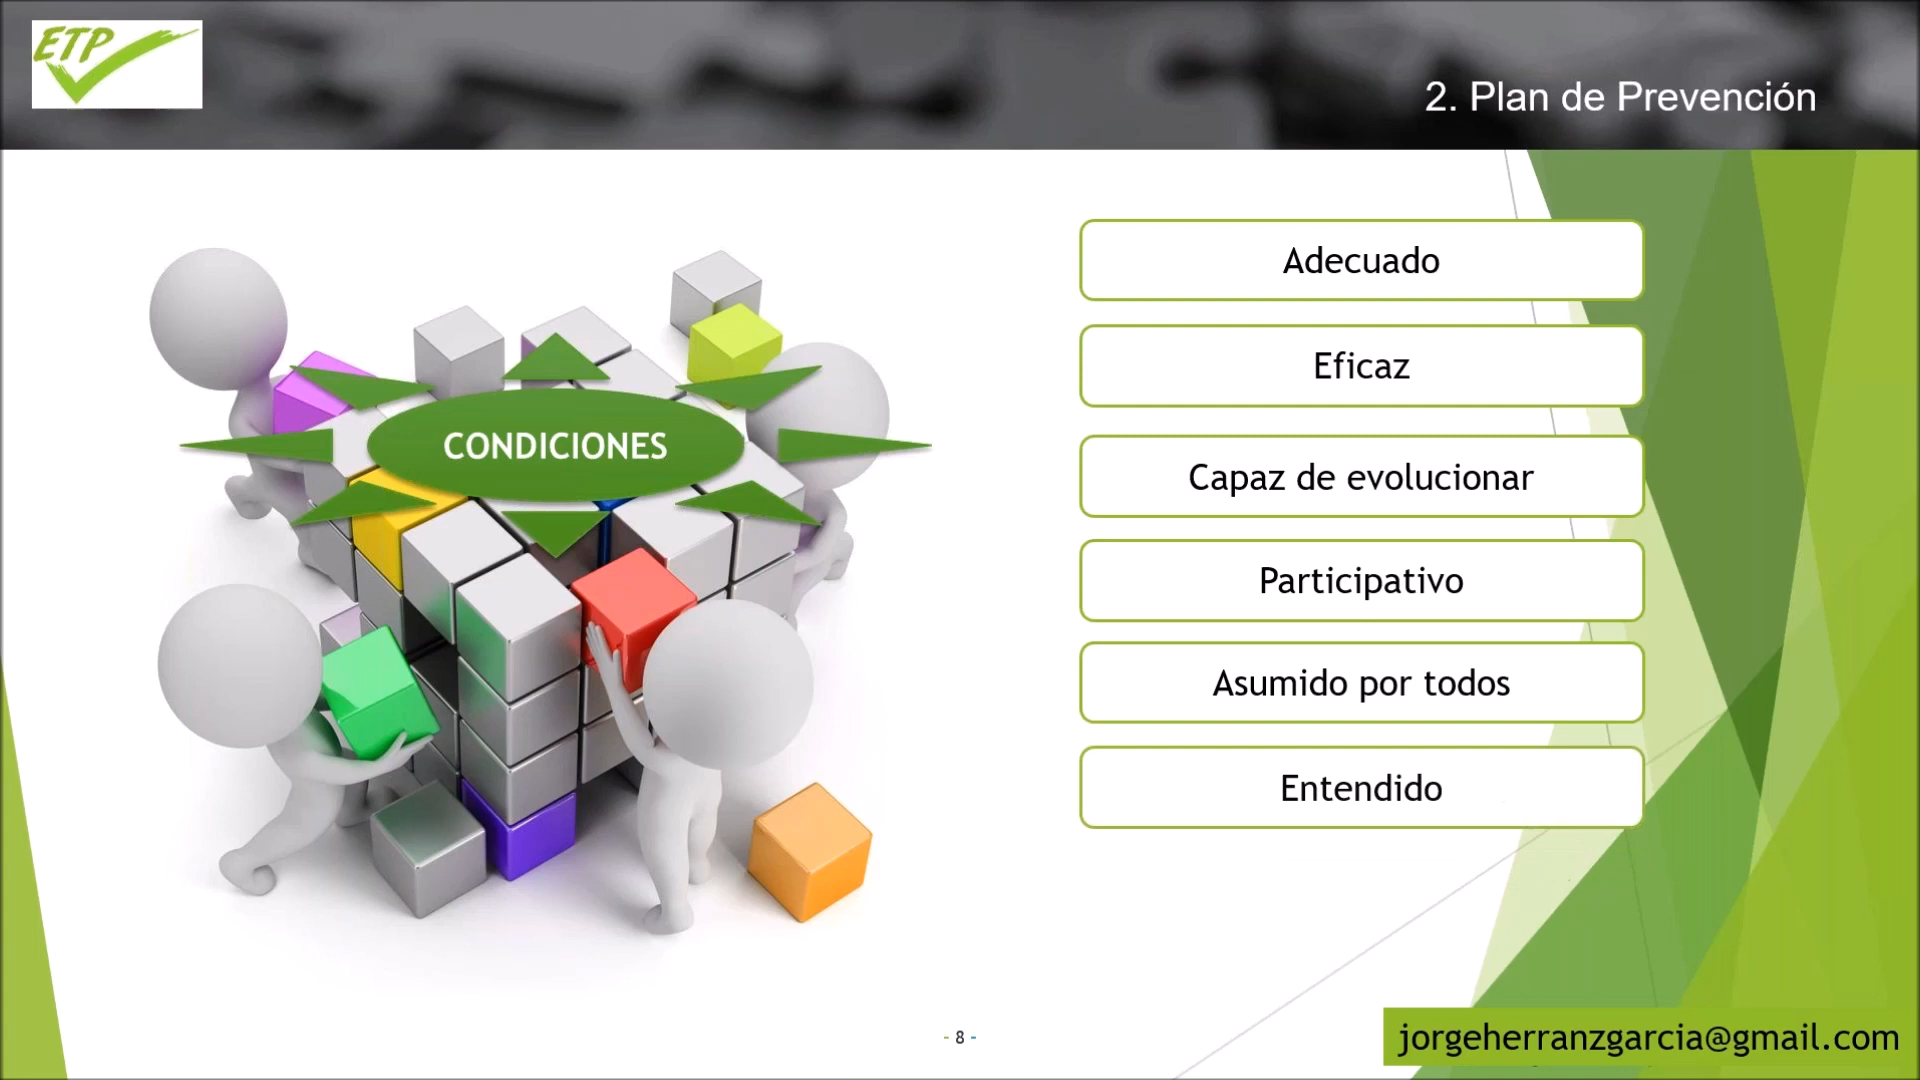 ETP
2. Plan de Prevención
CONDICIONES
Adecuado
Eficaz
Capaz de evolucionar
Participativo
Asumido por todos
Entendido
- 8 -
jorgeherranzgarcia@gmail.com